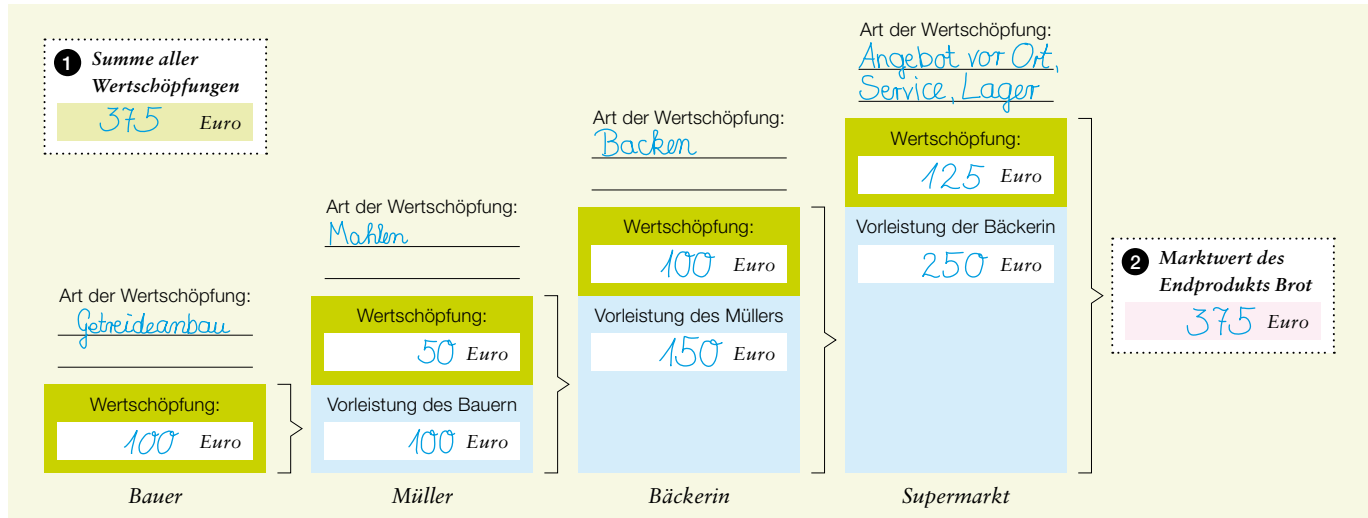 1 Summe aller
Wertschöpfungen
375 Euro
Art der Wertschöpfung:
Getreideanbau
Wertschöpfung:
100 Euro
Bauer
Art der Wertschöpfung:
Mahlen
Wertschöpfung:
50 Euro
Vorleistung des Bauern
100 Euro
Müller
Art der Wertschöpfung:
Backen
Wertschöpfung:
100 Euro
Vorleistung des Müllers
150 Euro
Bäckerin
Art der Wertschöpfung:
Angebot vor Ort,
Service, Lager
Wertschöpfung:
125 Euro
Vorleistung der Bäckerin
250 Euro
Supermarkt
2 Marktwert des
Endprodukts Brot
375 Euro